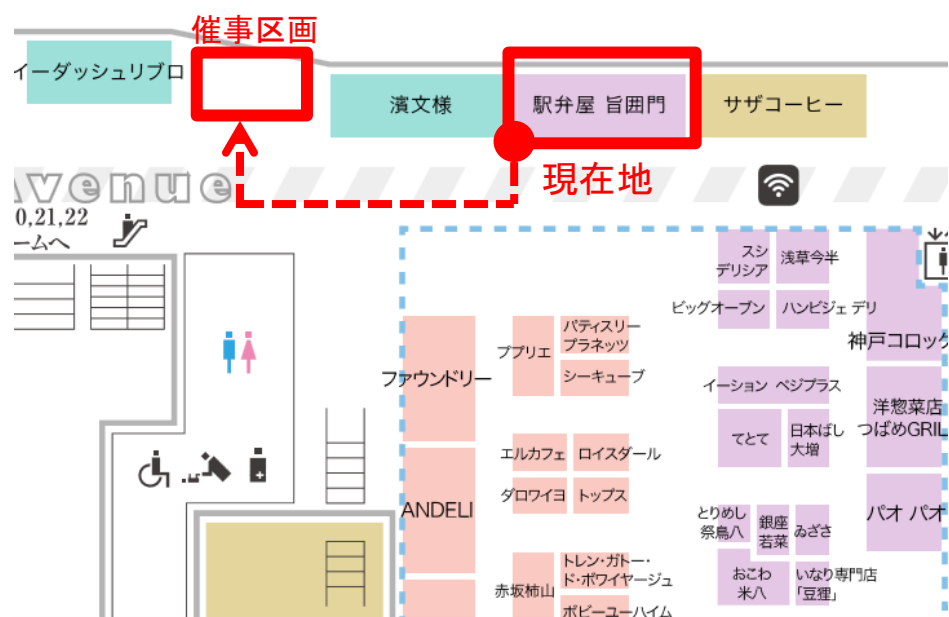 催事区画
イーダッシュリブロ
濱文様
駅弁屋 旨囲門
サザコーヒー
現在地
Avenue
0,21,22
ームへ
スシ
デリシア
浅草今半
ビッグオーブン
ハンビジェ デリ
神戸コロッケ
ファウンドリー
ププリエ
パティスリー
プラネッツ
シーキューブ
イーション ベジプラス
てとて
日本ばし
大増
洋惣菜店
つばめGRIL
エルカフェ
ロイスダール
ダロワイヨ
トップス
ANDELI
とりめし
祭鳥八
銀座
若菜
ゐざさ
パオ パオ
赤坂柿山
トレン・ガトー・
ド・ボワイヤージュ
ボビーユーハイム
おこわ
米八
いなり専門店
「豆狸」